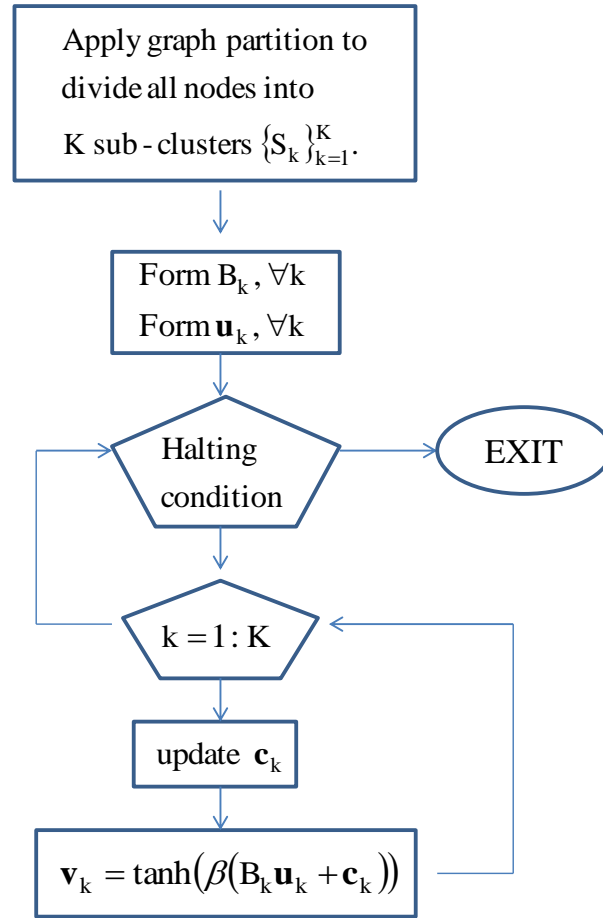 Apply graph partition to
divide all nodes into
K sub-clusters {S_k}_{k=1}^{K}.
Form B_k, ∀k
Form u_k, ∀k
Halting
condition
EXIT
k = 1: K
update c_k
v_k = tanh(β(B_k u_k + c_k))